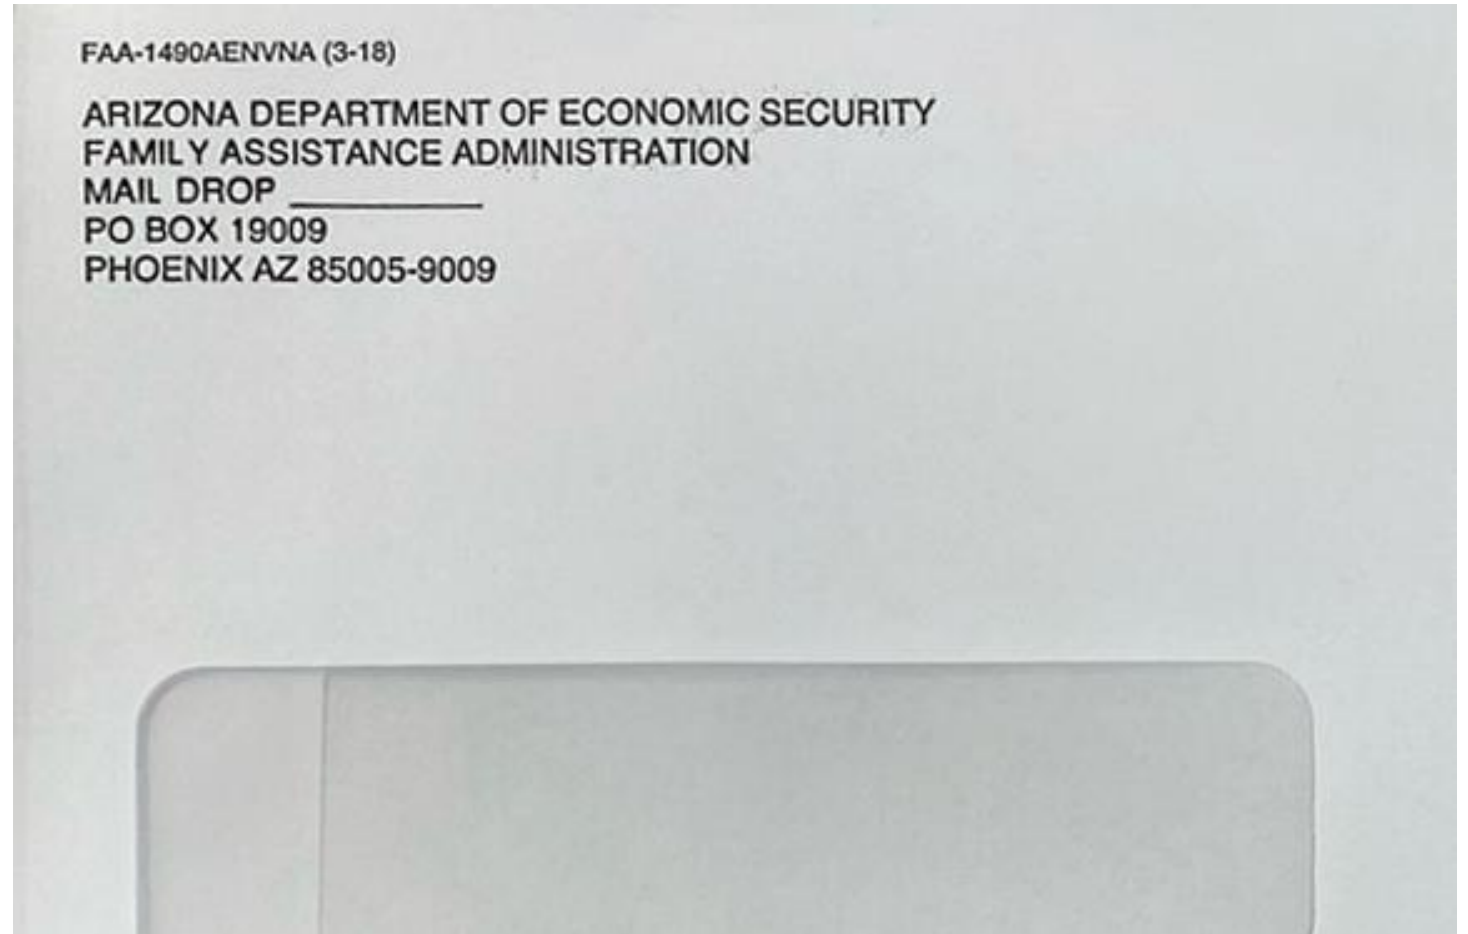 FAA-1490AENVNA (3-18)
ARIZONA DEPARTMENT OF ECONOMIC SECURITY
FAMILY ASSISTANCE ADMINISTRATION
MAIL DROP __________
PO BOX 19009
PHOENIX AZ 85005-9009